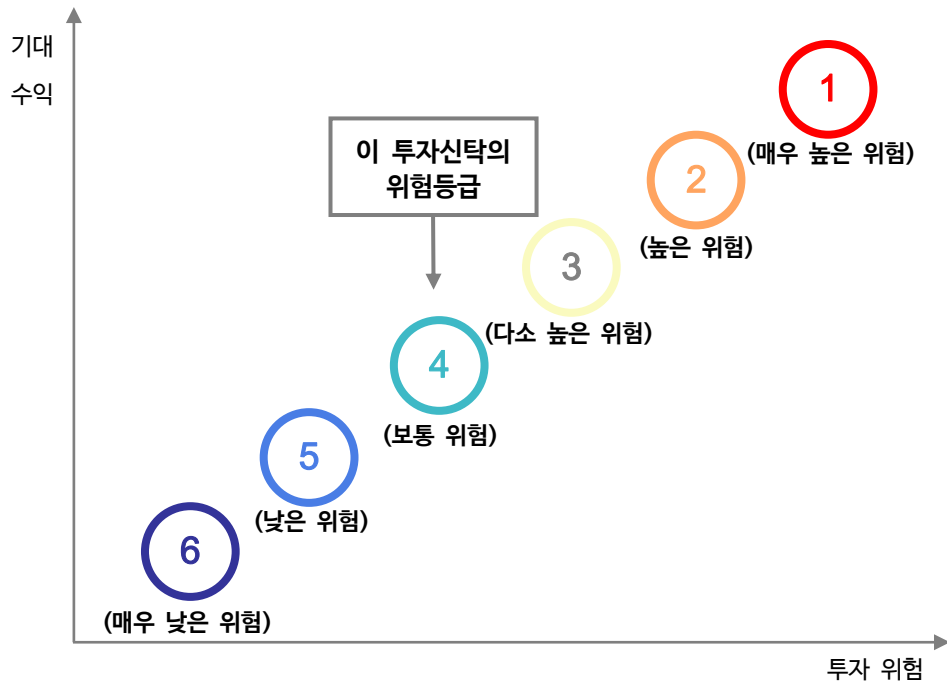 기대
수익
1
(매우 높은 위험)
이 투자신탁의
위험등급
2
(높은 위험)
3
(다소 높은 위험)
4
(보통 위험)
5
(낮은 위험)
6
(매우 낮은 위험)
투자 위험